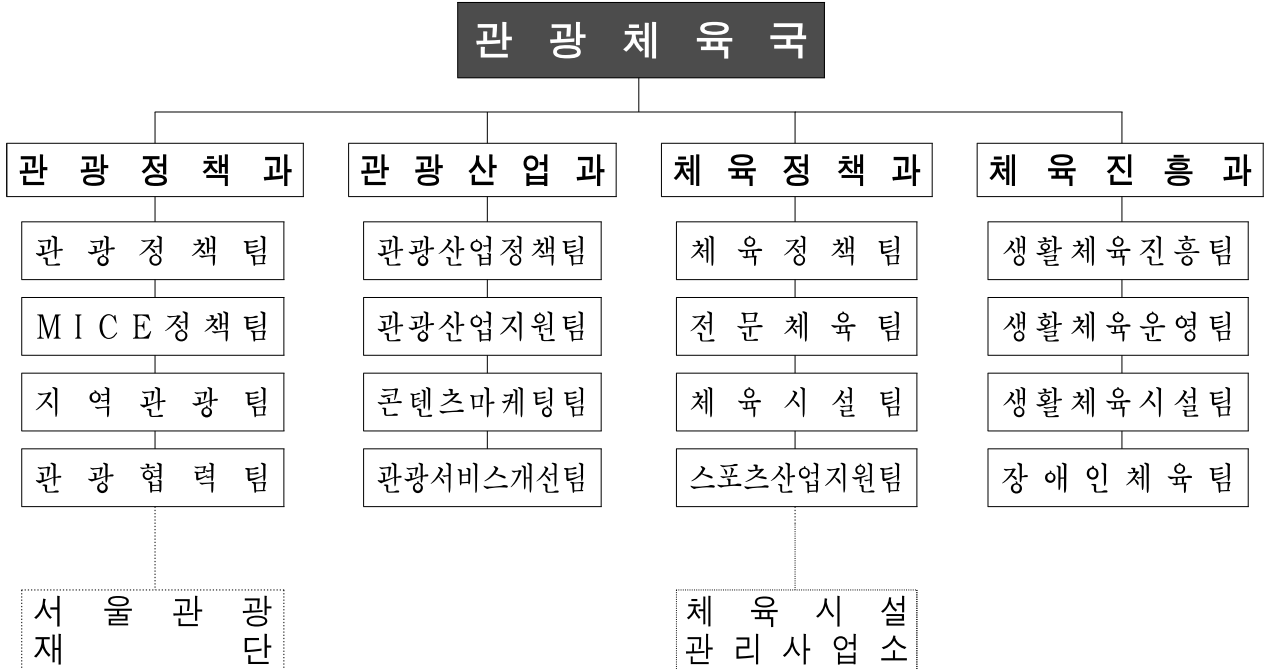 관광체육국
관광정책과
관광산업과
체육정책과
체육진흥과
관광정책팀
관광산업정책팀
체육정책팀
생활체육진흥팀
MICE정책팀
관광산업지원팀
전문체육팀
생활체육운영팀
지역관광팀
콘텐츠마케팅팀
체육시설팀
생활체육시설팀
관광협력팀
관광서비스개선팀
스포츠산업지원팀
장애인체육팀
서울관광
재단
체육시설
관리사업소